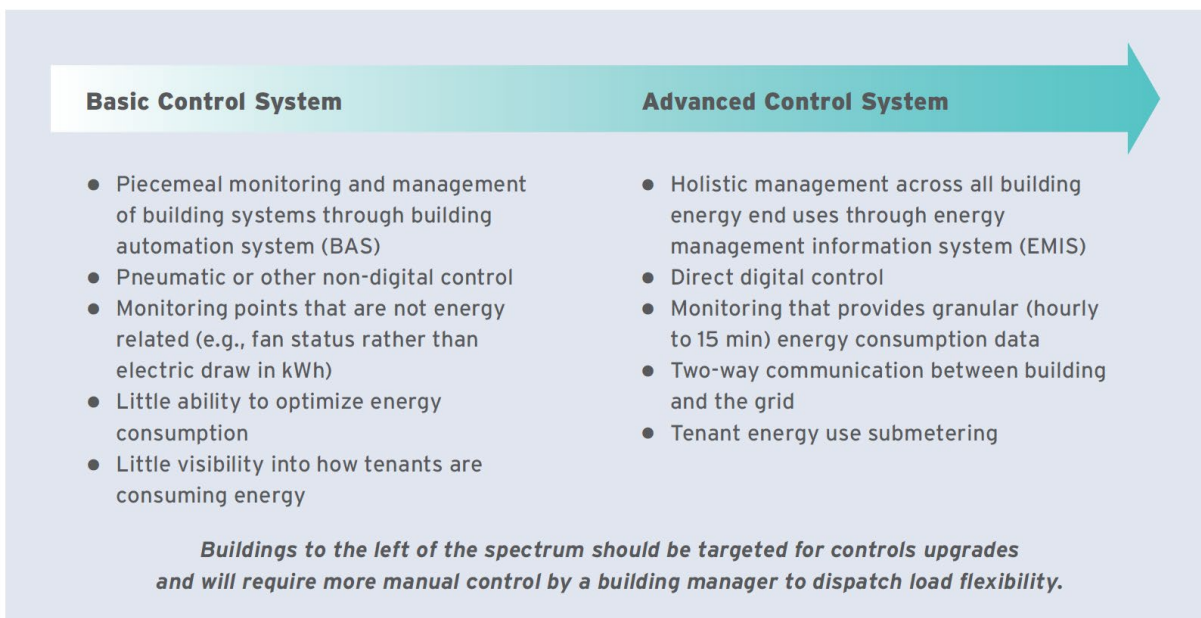 Basic Control System
Advanced Control System
● Piecemeal monitoring and management
of building systems through building
automation system (BAS)
● Pneumatic or other non-digital control
● Monitoring points that are not energy
related (e.g., fan status rather than
electric draw in kWh)
● Little ability to optimize energy
consumption
● Little visibility into how tenants are
consuming energy
● Holistic management across all building
energy end uses through energy
management information system (EMIS)
● Direct digital control
● Monitoring that provides granular (hourly
to 15 min) energy consumption data
● Two-way communication between building
and the grid
● Tenant energy use submetering
Buildings to the left of the spectrum should be targeted for controls upgrades
and will require more manual control by a building manager to dispatch load flexibility.